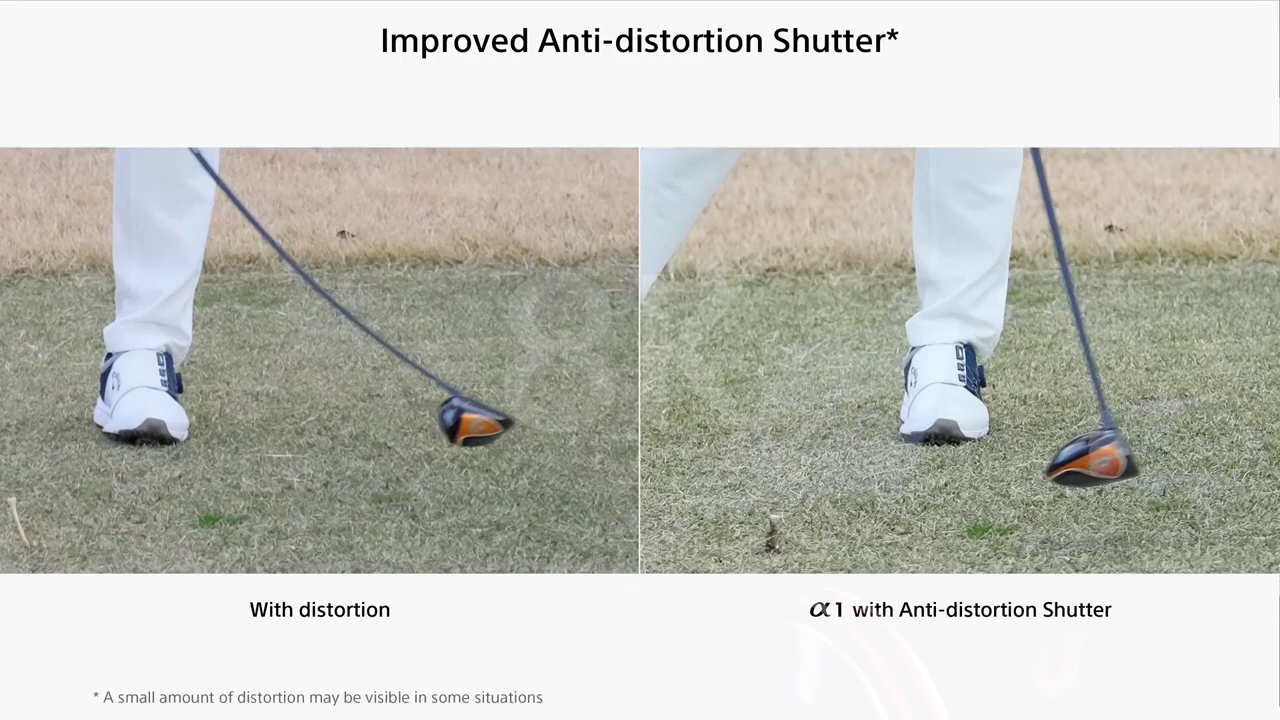 Improved Anti-distortion Shutter*
With distortion
α1 with Anti-distortion Shutter
* A small amount of distortion may be visible in some situations